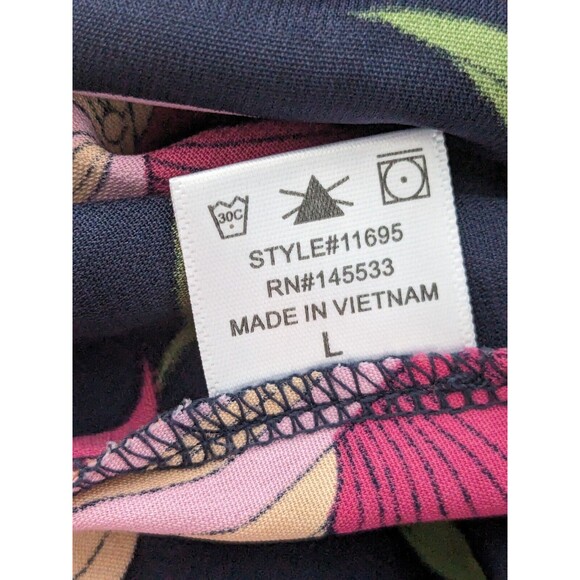 30C
STYLE#11695
RN#145533
MADE IN VIETNAM
L